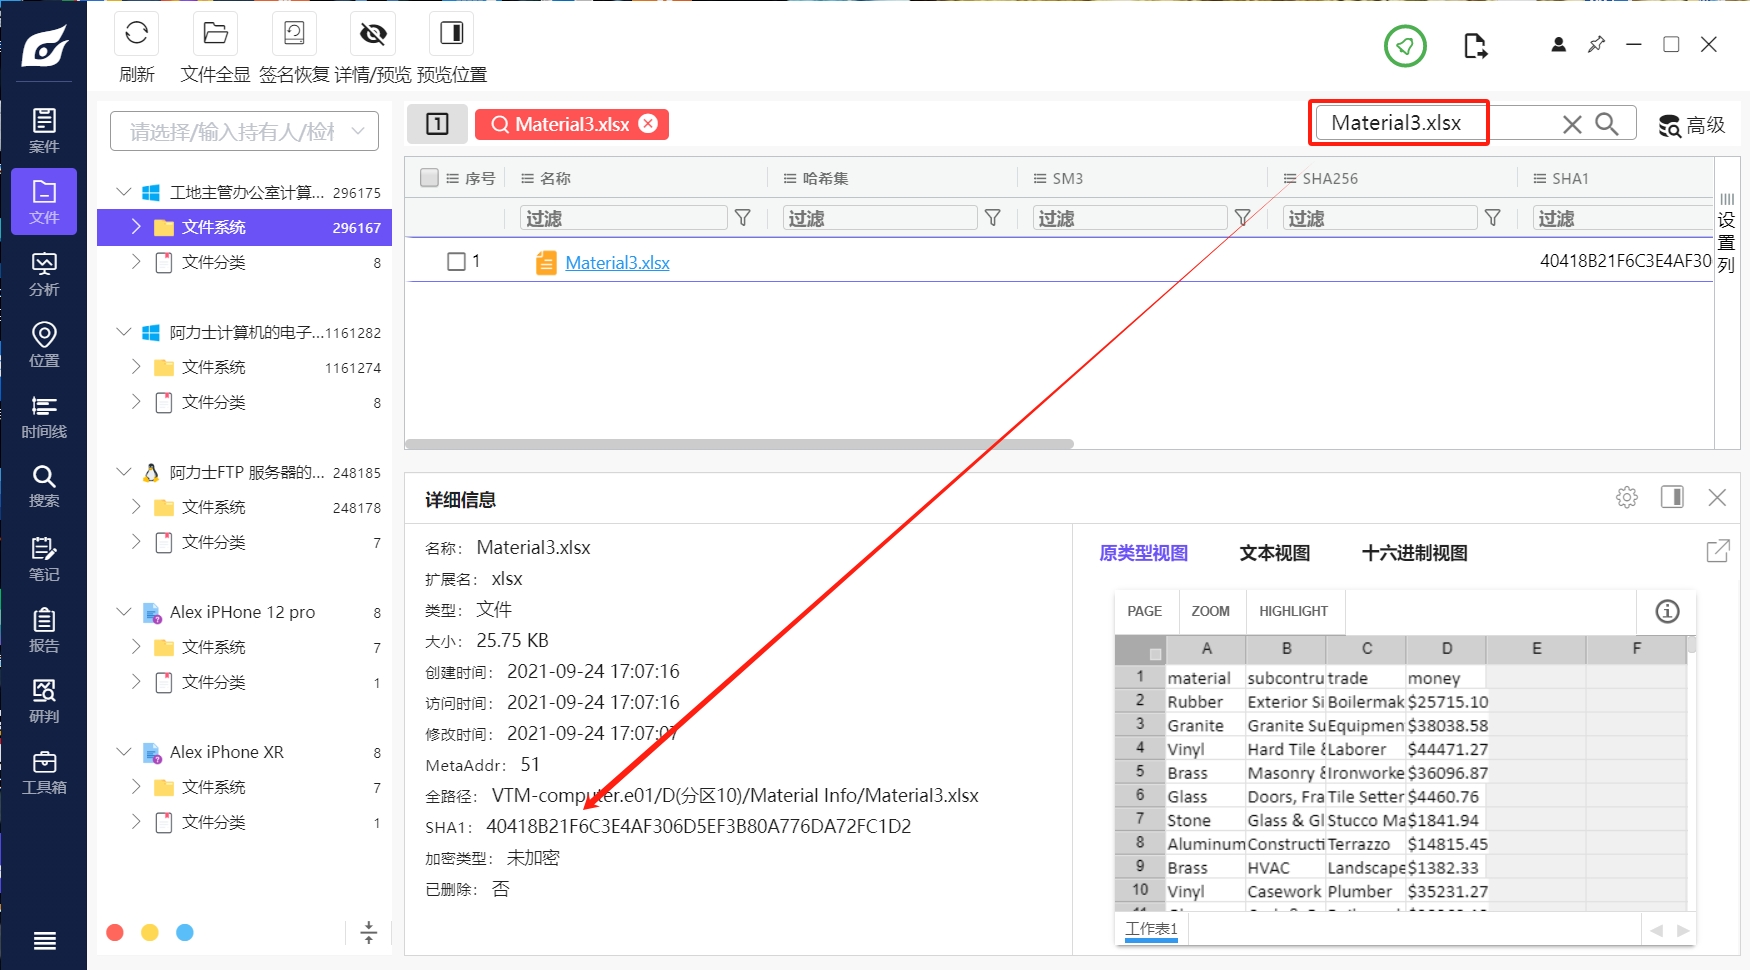 刷新
文件全显
签名恢复
详情/预览
预览位置
案件
文件
分析
位置
时间线
搜索
笔记
报告
研判
工具箱
请选择/输入持有人/检
工地主管办公室计算... 296175
文件系统 296167
文件分类 8
阿力士计算机的电子... 1161282
文件系统 1161274
文件分类 8
阿力士FTP 服务器的... 248185
文件系统 248178
文件分类 7
Alex iPHone 12 pro 8
文件系统 7
文件分类 1
Alex iPhone XR 8
文件系统 7
文件分类 1
1 Material3.xlsx
Material3.xlsx
高级
序号 名称 哈希集 SM3 SHA256 SHA1
过滤 过滤 过滤 过滤 过滤
1 Material3.xlsx 40418B21F6C3E4AF30
设置列
详细信息
名称: Material3.xlsx
扩展名: xlsx
类型: 文件
大小: 25.75 KB
创建时间: 2021-09-24 17:07:16
访问时间: 2021-09-24 17:07:16
修改时间: 2021-09-24 17:07:07
MetaAddr: 51
全路径: VTM-computer.e01/D(分区10)/Material Info/Material3.xlsx
SHA1: 40418B21F6C3E4AF306D5EF3B80A776DA72FC1D2
加密类型: 未加密
已删除: 否
原类型视图 文本视图 十六进制视图
PAGE ZOOM HIGHLIGHT
A B C D E F
1 material subcontru trade money
2 Rubber Exterior Si Boilermak $25715.10
3 Granite Granite Su Equipmen $38038.58
4 Vinyl Hard Tile & Laborer $44471.27
5 Brass Masonry & Ironworke $36096.87
6 Glass Doors, Fra Tile Setter $4460.76
7 Stone Glass & Gl Stucco Ma $1841.94
8 Aluminum Constructi Terrazzo $14815.45
9 Brass HVAC Landscape $1382.33
10 Vinyl Casework Plumber $35231.27
工作表1